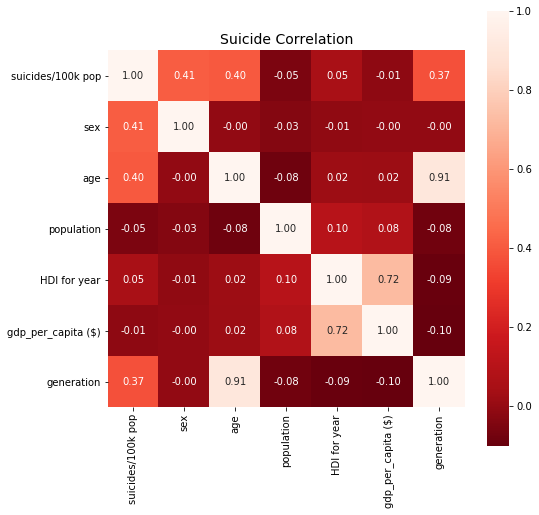 Suicide Correlation
suicides/100k pop 1.00 0.41 0.40 -0.05 0.05 -0.01 0.37
sex 0.41 1.00 -0.00 -0.03 -0.01 -0.00 -0.00
age 0.40 -0.00 1.00 -0.08 0.02 0.02 0.91
population -0.05 -0.03 -0.08 1.00 0.10 0.08 -0.08
HDI for year 0.05 -0.01 0.02 0.10 1.00 0.72 -0.09
gdp_per_capita ($) -0.01 -0.00 0.02 0.08 0.72 1.00 -0.10
generation 0.37 -0.00 0.91 -0.08 -0.09 -0.10 1.00
suicides/100k pop
sex
age
population
HDI for year
gdp_per_capita ($)
generation
1.0
0.8
0.6
0.4
0.2
0.0